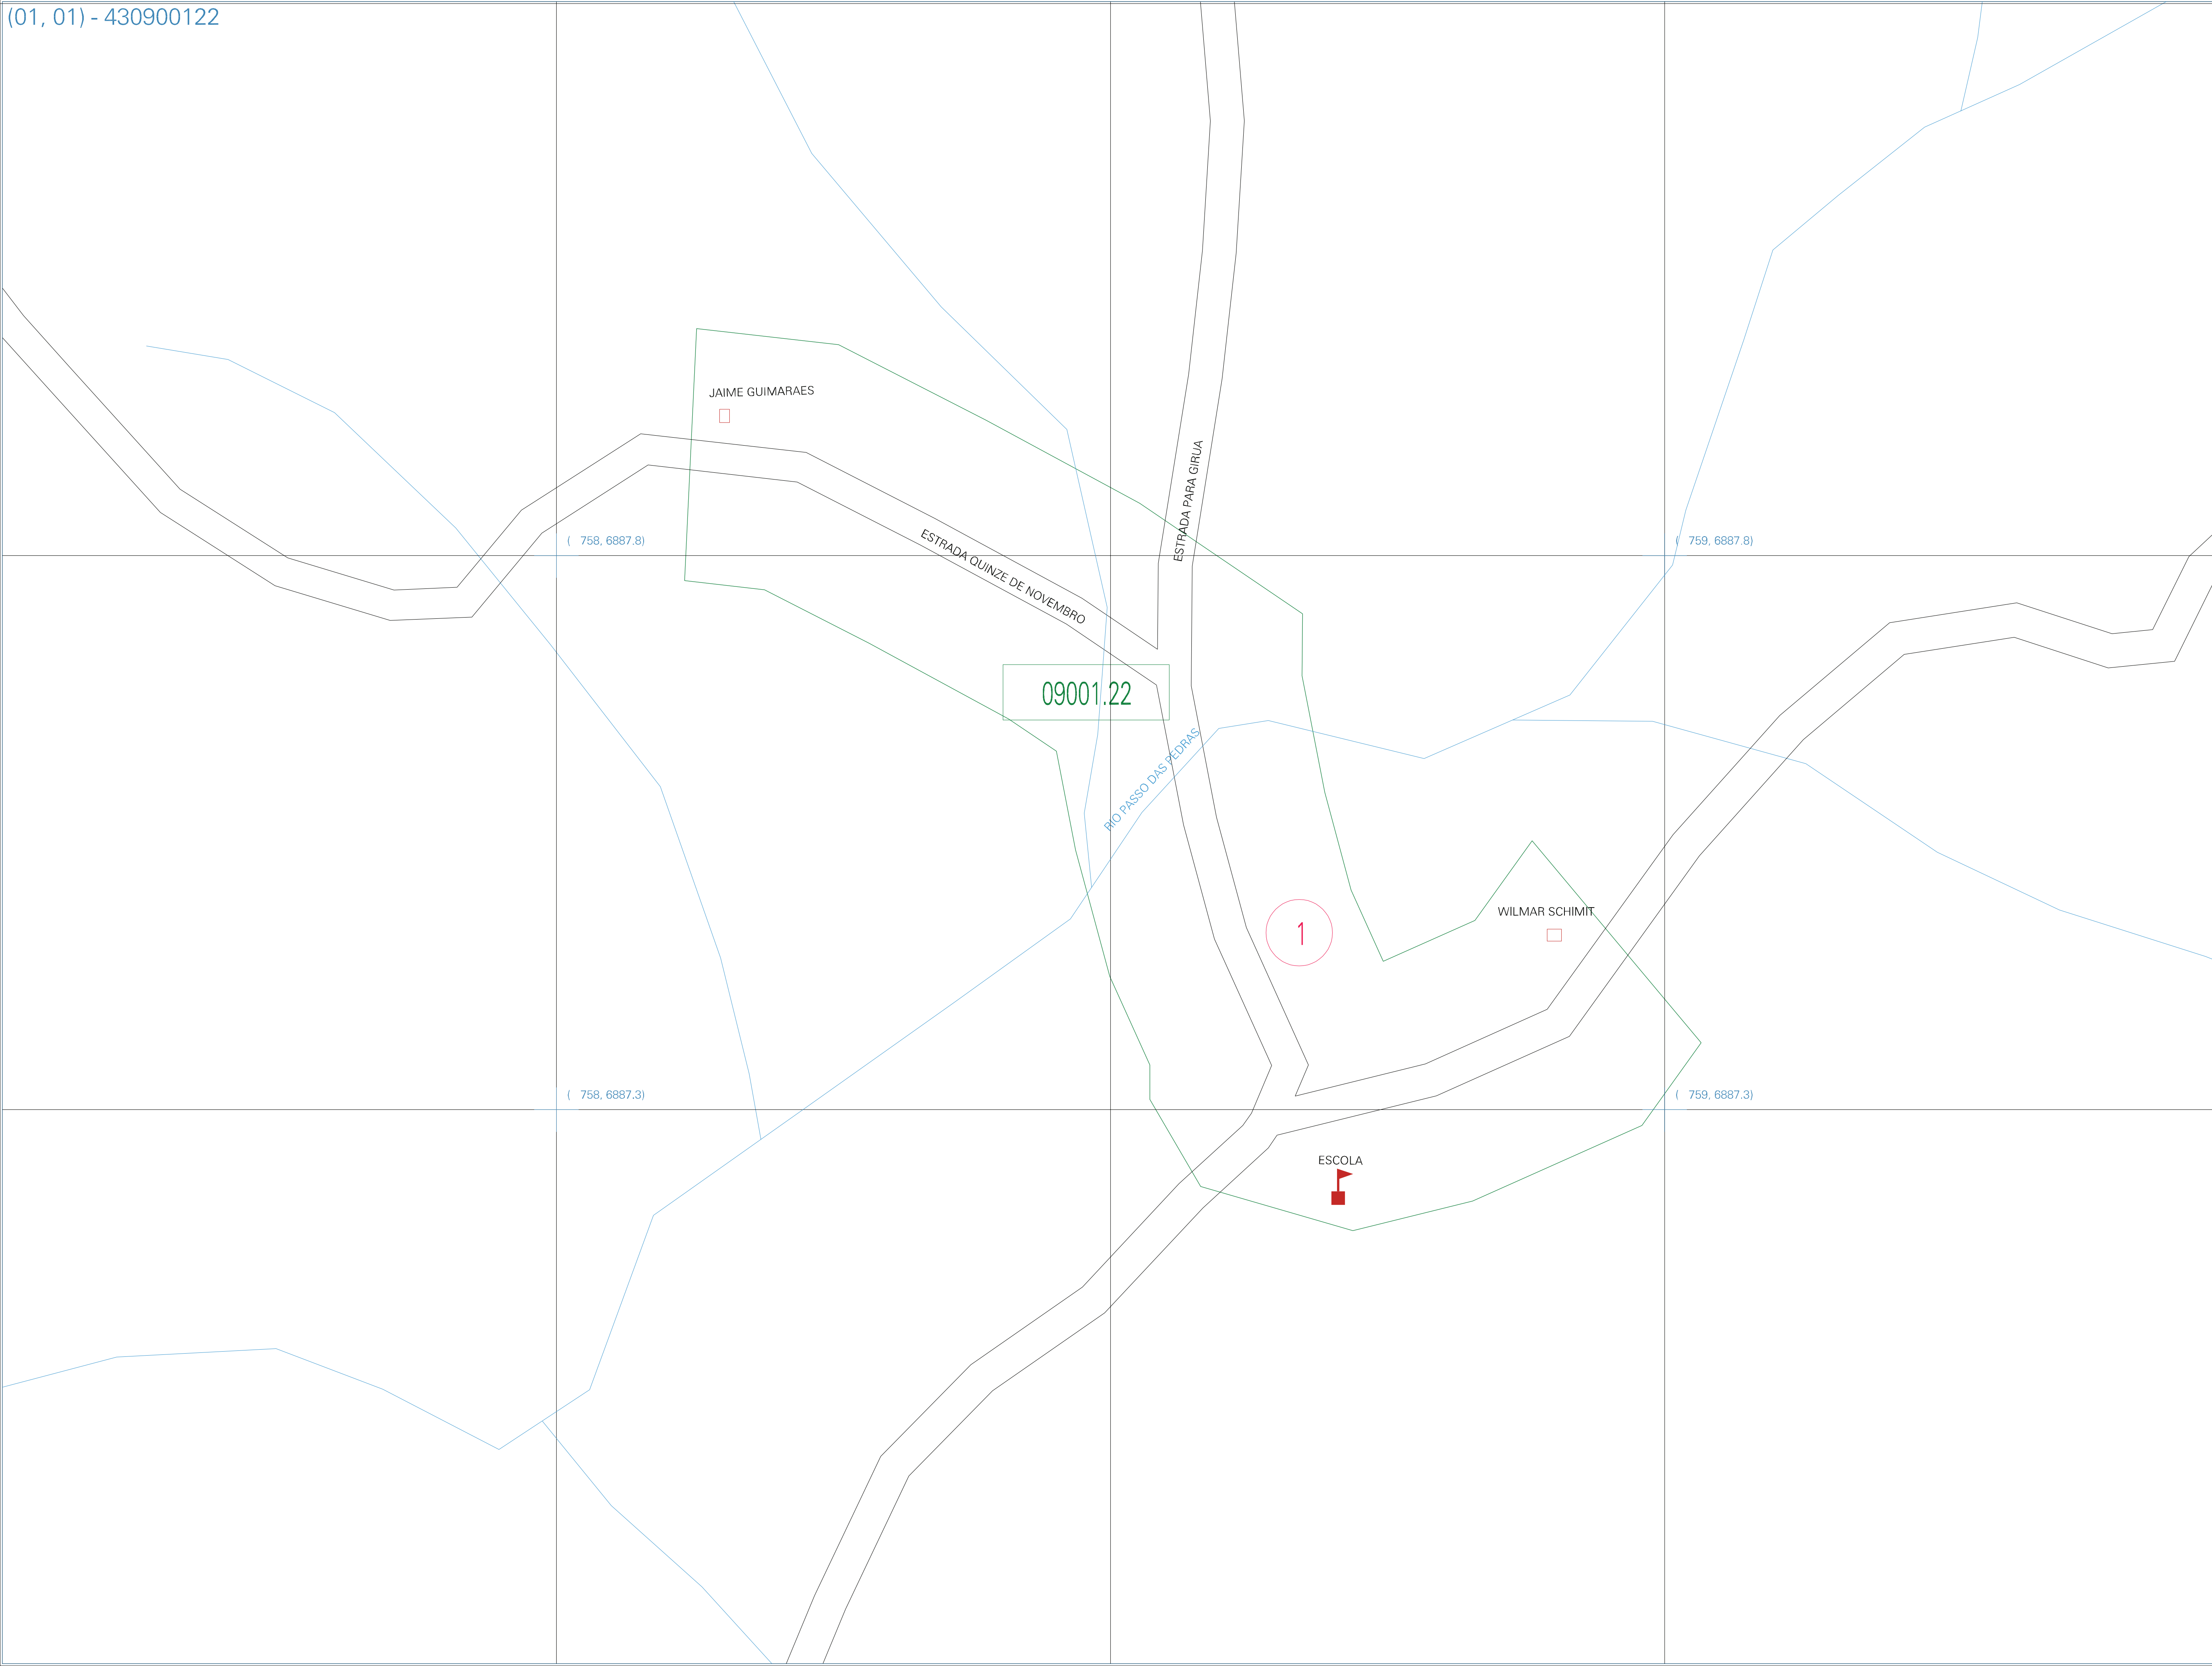 (01, 01) - 430900122
JAIME GUIMARAES
ESTRADA PARA GIRUA
ESTRADA QUINZE DE NOVEMBRO
( 758, 6887.8)
( 759, 6887.8)
09001.22
RIO PASSO DAS PEDRAS
1
WILMAR SCHIMIT
( 758, 6887.3)
( 759, 6887.3)
ESCOLA